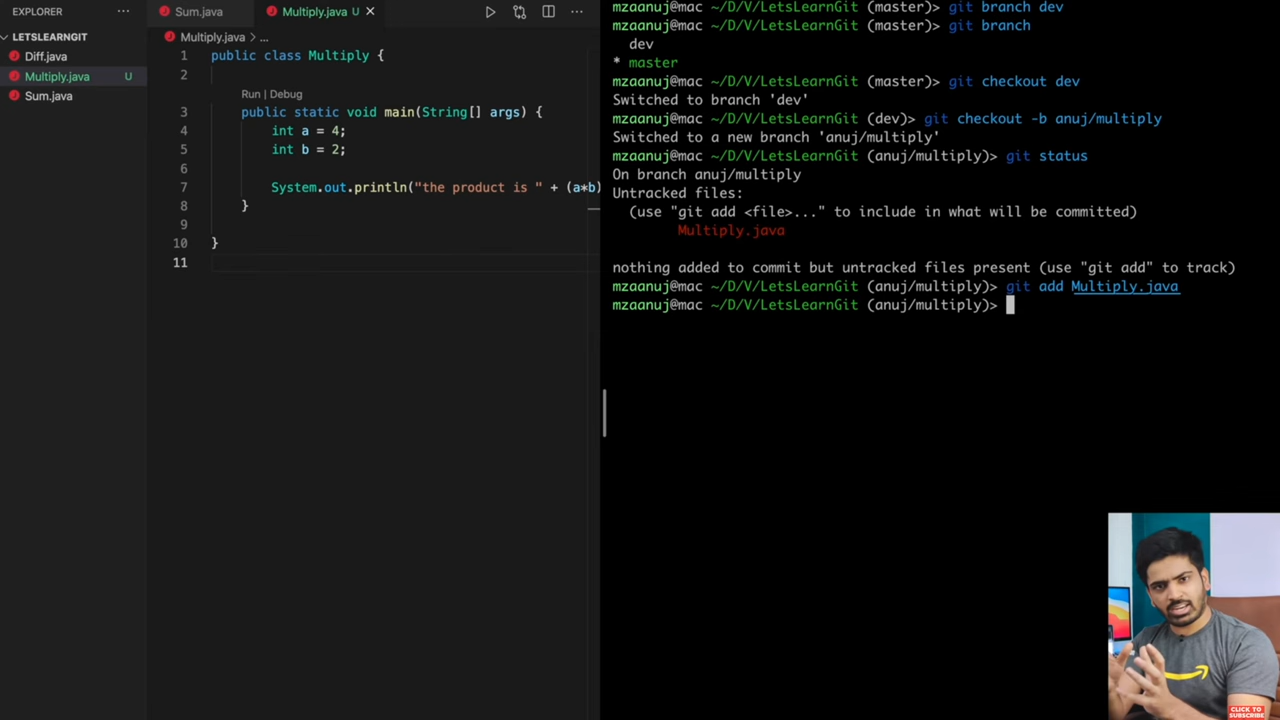 EXPLORER
···
LETSLEARNGIT
Diff.java
Multiply.java U
Sum.java
Sum.java
Multiply.java U
···
Multiply.java > ...
1 public class Multiply {
2
Run | Debug
3 public static void main(String[] args) {
4 int a = 4;
5 int b = 2;
6
7 System.out.println("the product is " + (a*b)
8 }
9
10 }
11
mzaanuj@mac ~/D/V/LetsLearnGit (master)> git branch dev
mzaanuj@mac ~/D/V/LetsLearnGit (master)> git branch
dev
* master
mzaanuj@mac ~/D/V/LetsLearnGit (master)> git checkout dev
Switched to branch 'dev'
mzaanuj@mac ~/D/V/LetsLearnGit (dev)> git checkout -b anuj/multiply
Switched to a new branch 'anuj/multiply'
mzaanuj@mac ~/D/V/LetsLearnGit (anuj/multiply)> git status
On branch anuj/multiply
Untracked files:
(use "git add <file>..." to include in what will be committed)
Multiply.java
nothing added to commit but untracked files present (use "git add" to track)
mzaanuj@mac ~/D/V/LetsLearnGit (anuj/multiply)> git add Multiply.java
mzaanuj@mac ~/D/V/LetsLearnGit (anuj/multiply)>
CLICK TO
SUBSCRIBE